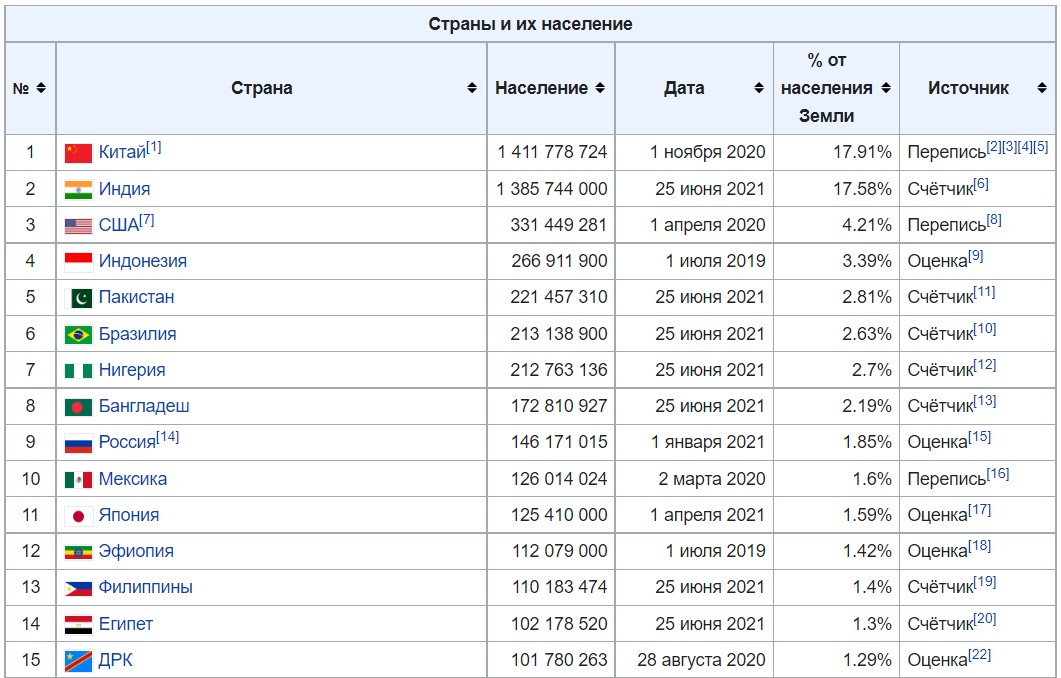 Страны и их население
№ Страна Население Дата % от населения Земли Источник
1 Китай[1] 1 411 778 724 1 ноября 2020 17.91% Перепись[2][3][4][5]
2 Индия 1 385 744 000 25 июня 2021 17.58% Счётчик[6]
3 США[7] 331 449 281 1 апреля 2020 4.21% Перепись[8]
4 Индонезия 266 911 900 1 июля 2019 3.39% Оценка[9]
5 Пакистан 221 457 310 25 июня 2021 2.81% Счётчик[11]
6 Бразилия 213 138 900 25 июня 2021 2.63% Счётчик[10]
7 Нигерия 212 763 136 25 июня 2021 2.7% Счётчик[12]
8 Бангладеш 172 810 927 25 июня 2021 2.19% Счётчик[13]
9 Россия[14] 146 171 015 1 января 2021 1.85% Оценка[15]
10 Мексика 126 014 024 2 марта 2020 1.6% Перепись[16]
11 Япония 125 410 000 1 апреля 2021 1.59% Оценка[17]
12 Эфиопия 112 079 000 1 июля 2019 1.42% Оценка[18]
13 Филиппины 110 183 474 25 июня 2021 1.4% Счётчик[19]
14 Египет 102 178 520 25 июня 2021 1.3% Счётчик[20]
15 ДРК 101 780 263 28 августа 2020 1.29% Оценка[22]